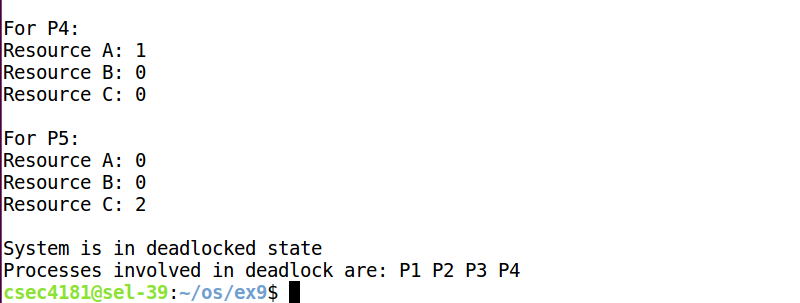 For P4:
Resource A: 1
Resource B: 0
Resource C: 0
For P5:
Resource A: 0
Resource B: 0
Resource C: 2
System is in deadlocked state
Processes involved in deadlock are: P1 P2 P3 P4
csec4181@sel-39:~/os/ex9$